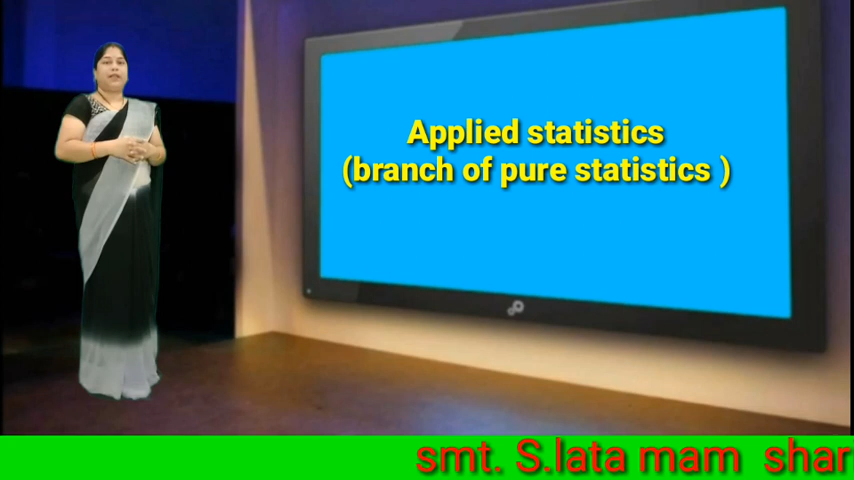 Applied statistics
(branch of pure statistics )
smt. S.lata mam shar